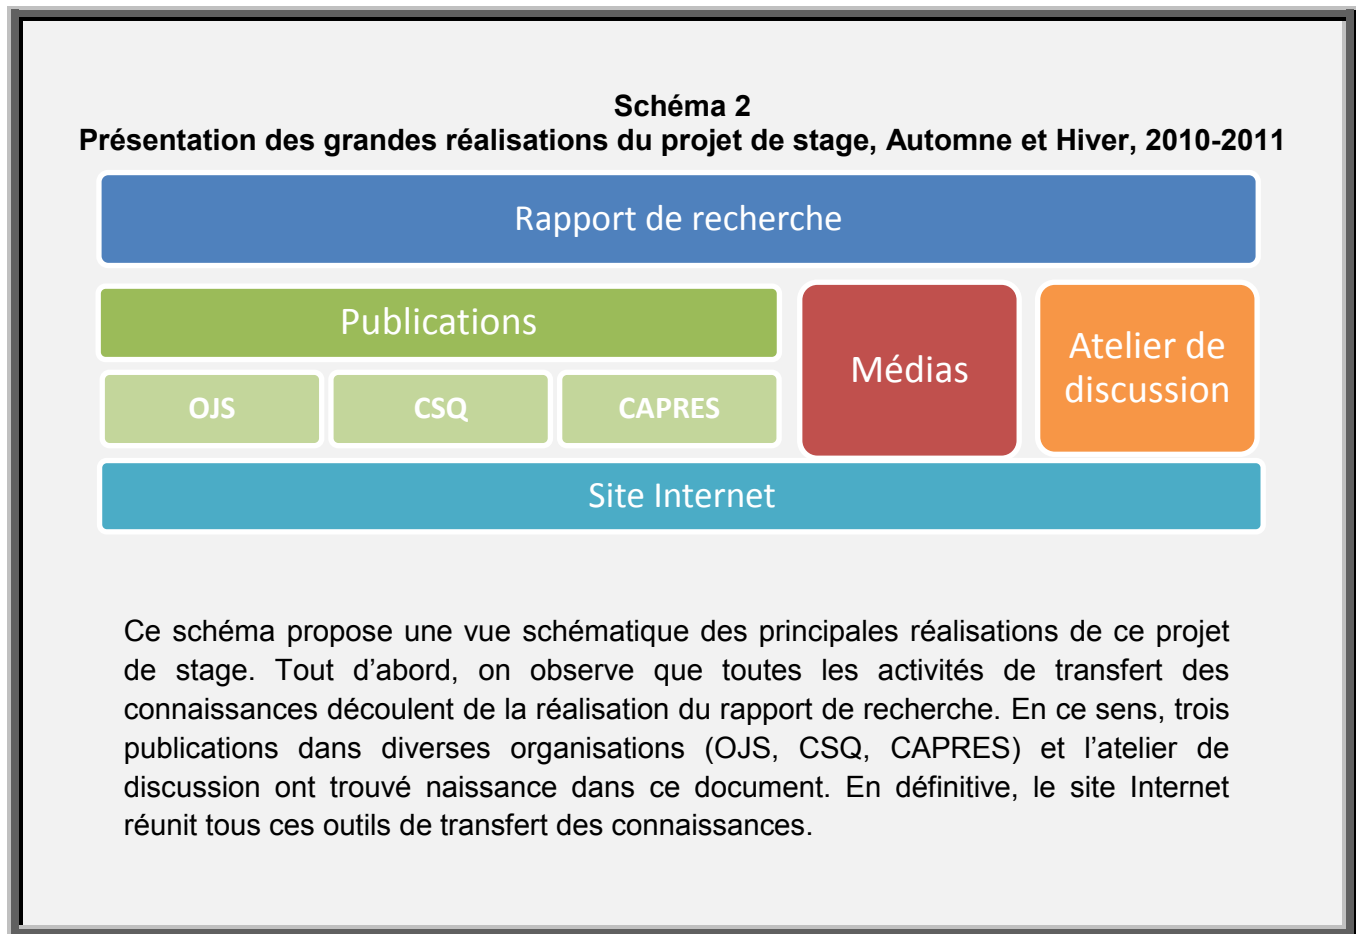 Schéma 2
Présentation des grandes réalisations du projet de stage, Automne et Hiver, 2010-2011
Rapport de recherche
Publications
OJS
CSQ
CAPRES
Médias
Atelier de
discussion
Site Internet
Ce schéma propose une vue schématique des principales réalisations de ce projet
de stage. Tout d’abord, on observe que toutes les activités de transfert des
connaissances découlent de la réalisation du rapport de recherche. En ce sens, trois
publications dans diverses organisations (OJS, CSQ, CAPRES) et l’atelier de
discussion ont trouvé naissance dans ce document. En définitive, le site Internet
réunit tous ces outils de transfert des connaissances.